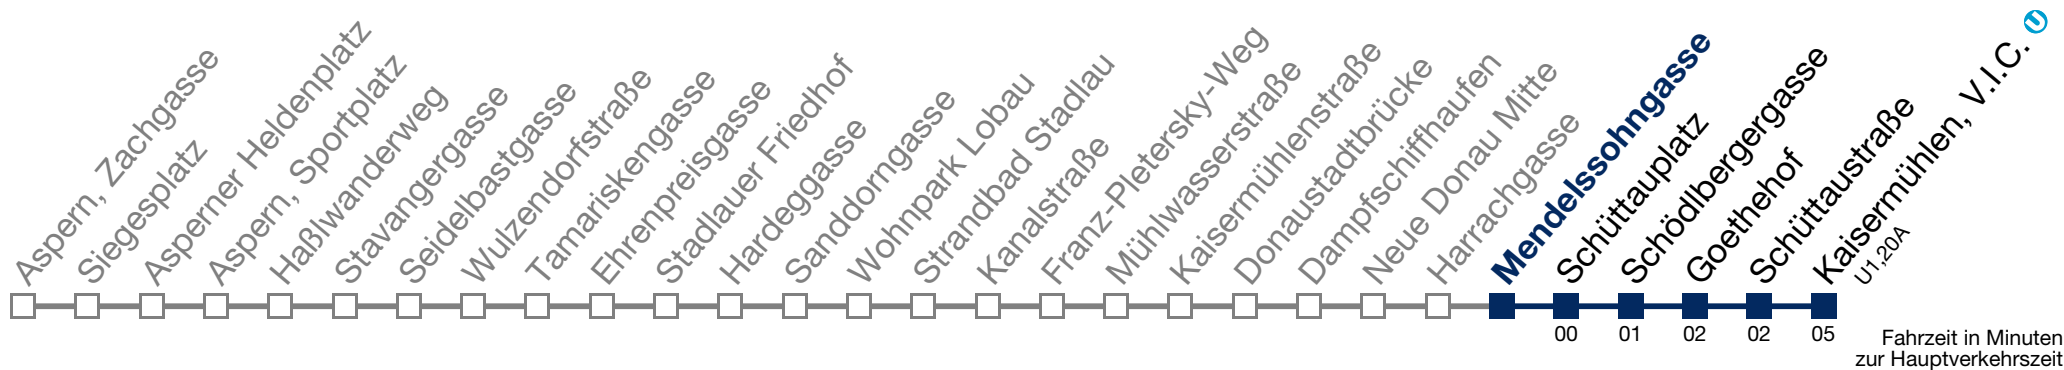 Aspern, Zachgasse
Siegesplatz
Asperner Heldenplatz
Aspern, Sportplatz
Haßlwanderweg
Stavangergasse
Seidelbastgasse
Wulzendorfstraße
Tamariskengasse
Ehrenpreisgasse
Stadlauer Friedhof
Hardeggasse
Sanddorngasse
Wohnpark Lobau
Strandbad Stadlau
Kanalstraße
Franz-Pletersky-Weg
Mühlwasserstraße
Kaisermühlenstraße
Donaustadtbrücke
Dampfschiffhaufen
Neue Donau Mitte
Harrachgasse
Mendelssohngasse
Schüttauplatz
Schödlbergergasse
Goethehof
Schüttaustraße
Kaisermühlen, V.I.C. U
U1,20A
00 01 02 02 05
Fahrzeit in Minuten
zur Hauptverkehrszeit